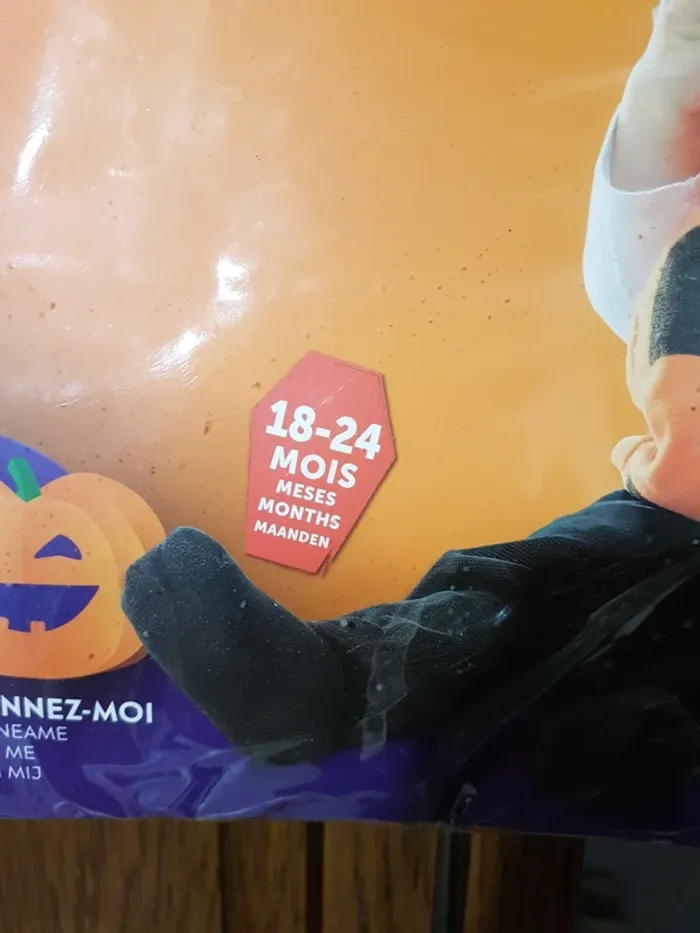 18-24
MOIS
MESES
MONTHS
MAANDEN
NNEZ-MOI
NEAME
ME
MIJ